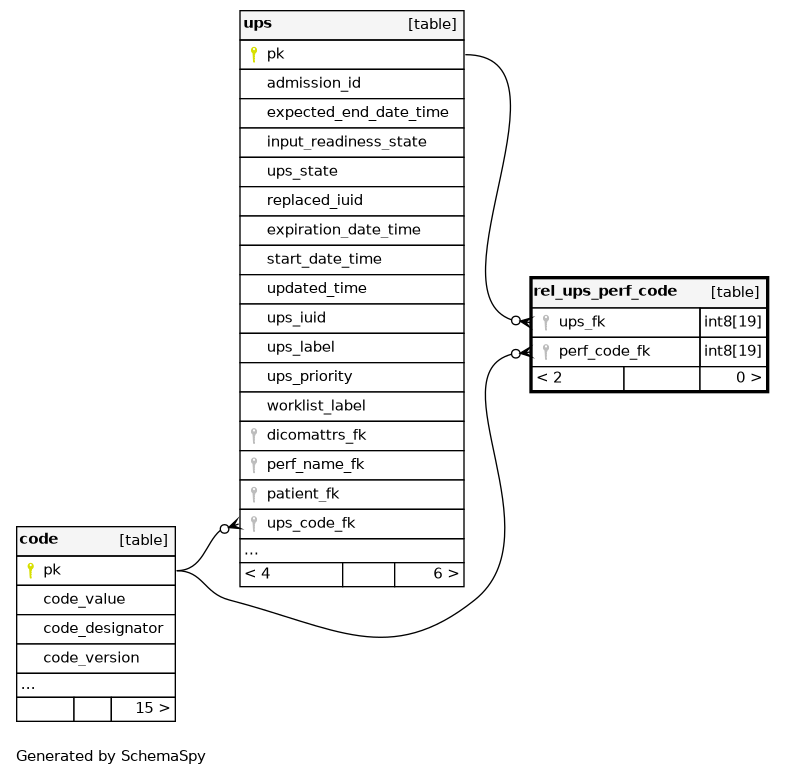 ups [table]
pk
admission_id
expected_end_date_time
input_readiness_state
ups_state
replaced_iuid
expiration_date_time
start_date_time
updated_time
ups_iuid
ups_label
ups_priority
worklist_label
dicomattrs_fk
perf_name_fk
patient_fk
ups_code_fk
...
< 4 6 >
rel_ups_perf_code [table]
ups_fk int8[19]
perf_code_fk int8[19]
< 2 0 >
code [table]
pk
code_value
code_designator
code_version
...
15 >
Generated by SchemaSpy